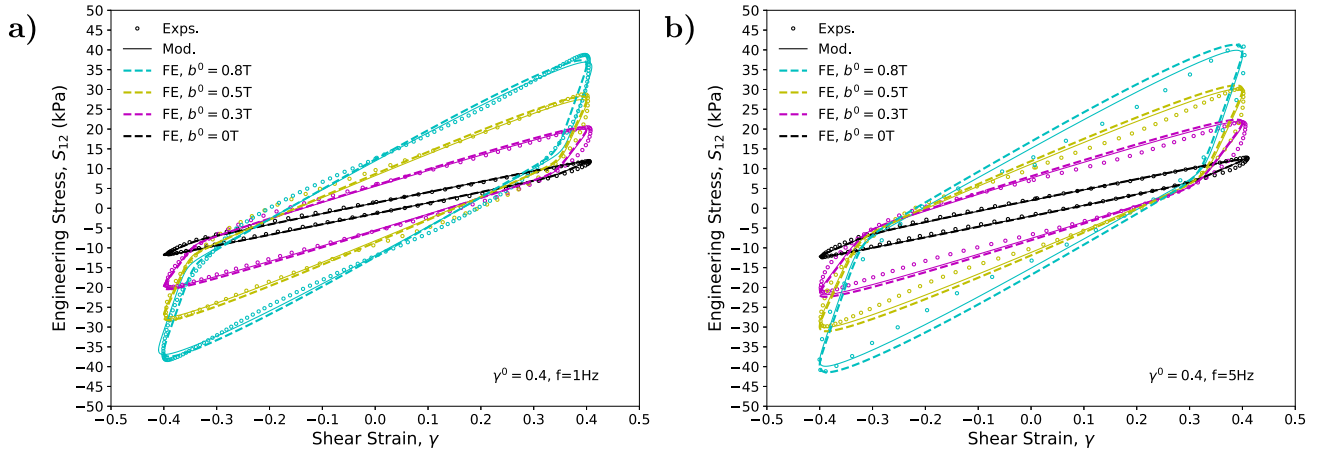 a)
Engineering Stress, S₁₂ (kPa)
50
45
40
35
30
25
20
15
10
5
0
−5
−10
−15
−20
−25
−30
−35
−40
−45
−50
Exps.
Mod.
FE, b⁰ = 0.8T
FE, b⁰ = 0.5T
FE, b⁰ = 0.3T
FE, b⁰ = 0T
γ⁰ = 0.4, f=1Hz
−0.5 −0.4 −0.3 −0.2 −0.1 0.0 0.1 0.2 0.3 0.4 0.5
Shear Strain, γ
b)
Engineering Stress, S₁₂ (kPa)
50
45
40
35
30
25
20
15
10
5
0
−5
−10
−15
−20
−25
−30
−35
−40
−45
−50
Exps.
Mod.
FE, b⁰ = 0.8T
FE, b⁰ = 0.5T
FE, b⁰ = 0.3T
FE, b⁰ = 0T
γ⁰ = 0.4, f=5Hz
−0.5 −0.4 −0.3 −0.2 −0.1 0.0 0.1 0.2 0.3 0.4 0.5
Shear Strain, γ